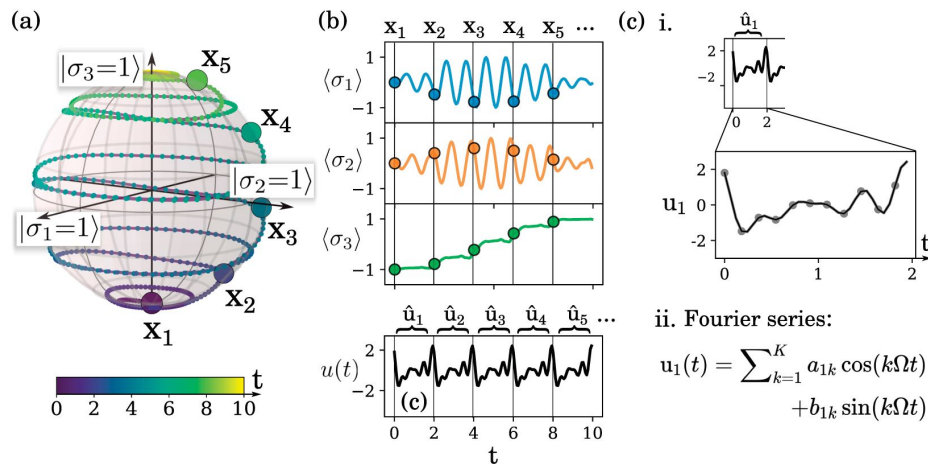 (a)
|σ₃=1⟩
x₅
x₄
|σ₂=1⟩
|σ₁=1⟩
x₃
x₂
x₁
t
0 2 4 6 8 10
(b)
x₁ x₂ x₃ x₄ x₅ ...
⟨σ₁⟩
1
-1
⟨σ₂⟩
1
-1
⟨σ₃⟩
1
-1
û₁ û₂ û₃ û₄ û₅ ...
u(t)
2
−2
(c)
0 2 4 6 8 10
t
(c) i.
û₁
2
−2
0 2
u₁
2
0
-2
0 1 2
t
ii. Fourier series:
u₁(t) = ∑ᴷₖ₌₁ a₁ₖ cos(kΩt)
+b₁ₖ sin(kΩt)